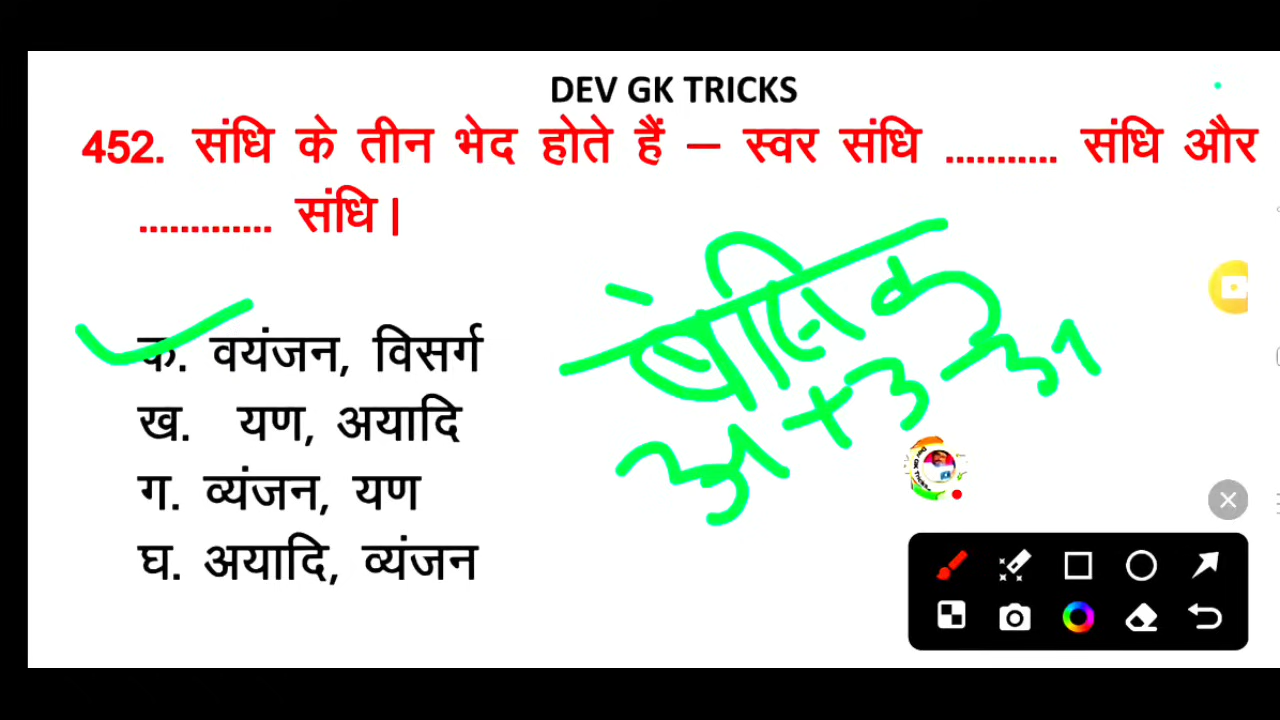 DEV GK TRICKS
452. संधि के तीन भेद होते हैं – स्वर संधि ........... संधि और
............. संधि|
क. वयंजन, विसर्ग
ख. यण, अयादि
ग. व्यंजन, यण
घ. अयादि, व्यंजन
अ + उ